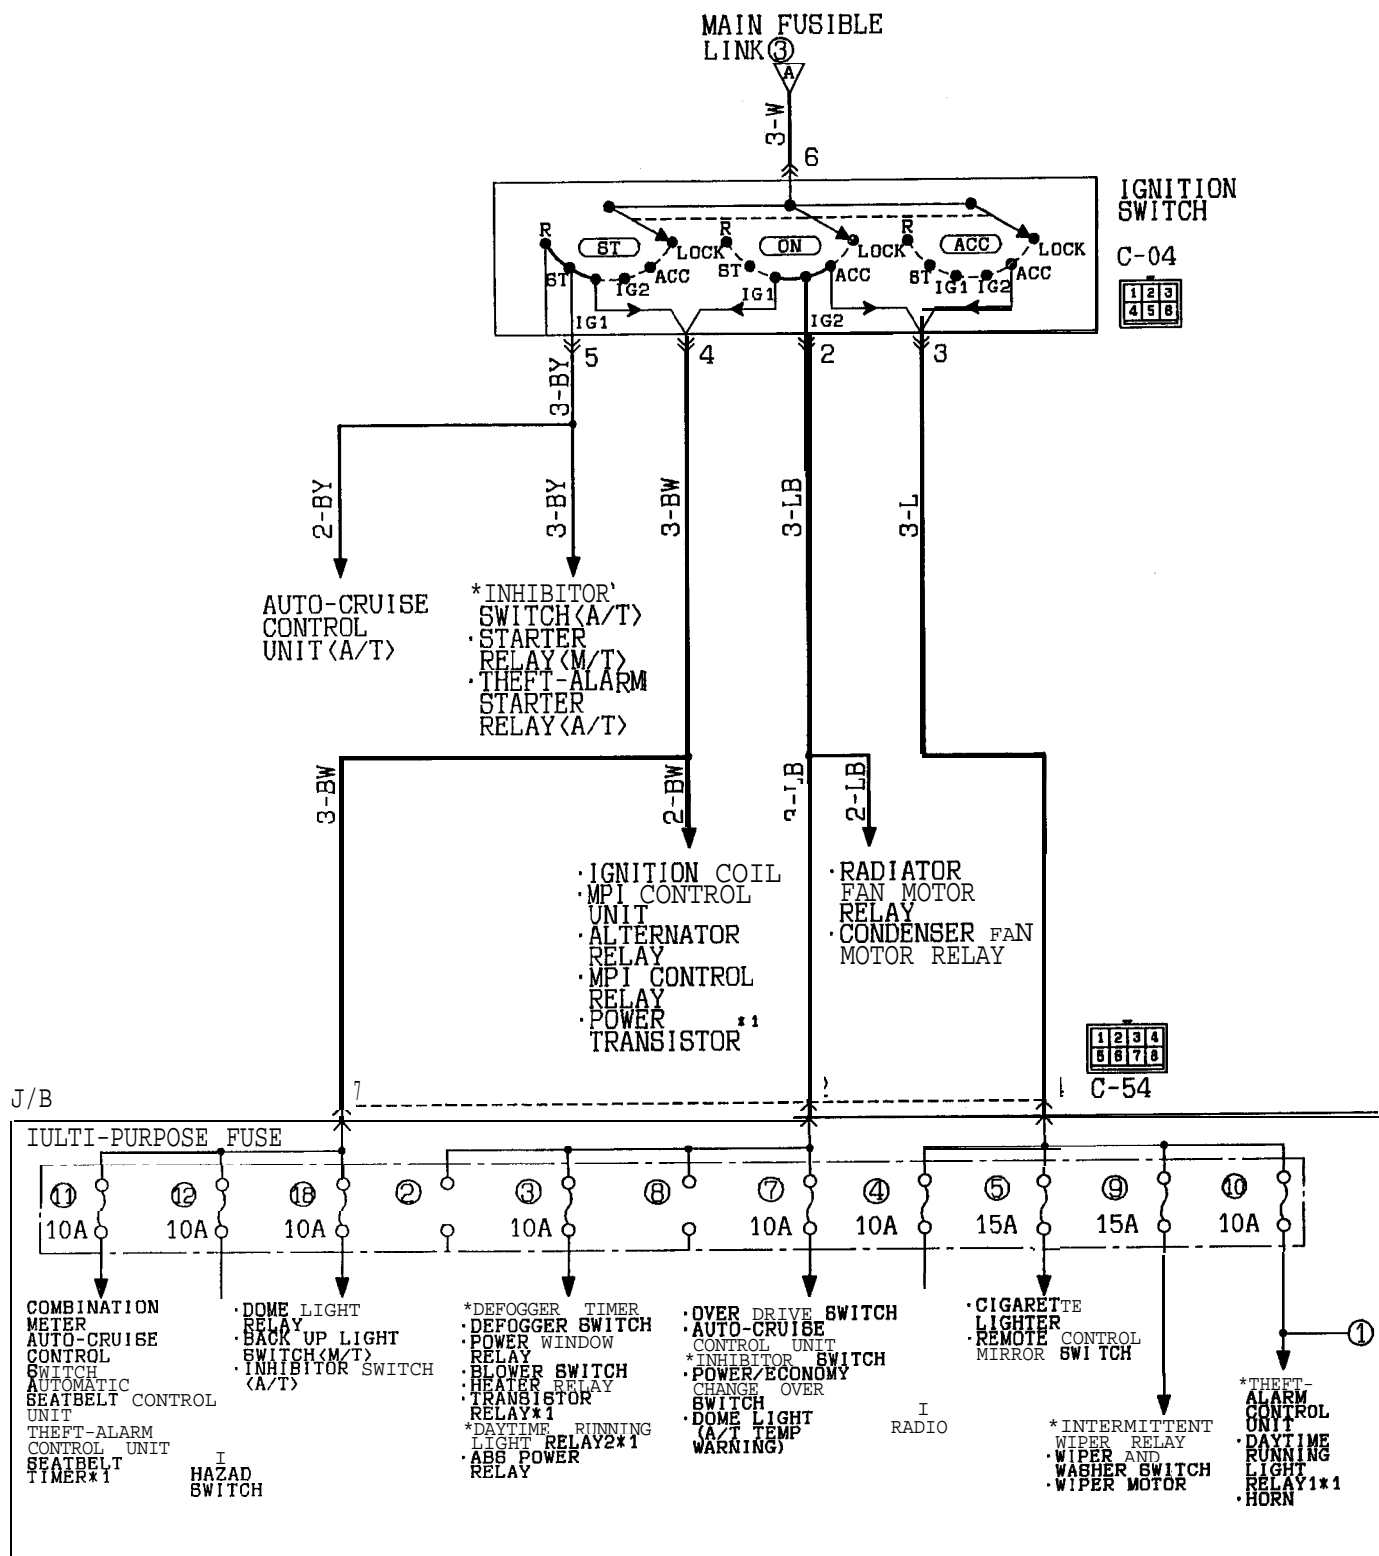 MAIN FUSIBLE
LINK ③
A
3-W
6
IGNITION
SWITCH
C-04
1 2 3
4 5 6
R
ST
LOCK
ST
ACC
IG2
IG1
R
ON
LOCK
ST
ACC
IG1
IG2
R
ACC
LOCK
ST
IG1
IG2
ACC
5
4
2
3
3-BY
2-BY
3-BY
3-BW
3-LB
3-L
AUTO-CRUISE
CONTROL
UNIT<A/T>
*INHIBITOR
SWITCH<A/T>
·STARTER
RELAY<M/T>
·THEFT-ALARM
STARTER
RELAY<A/T>
3-BW
2-BW
-LB
2-LB
·IGNITION COIL
·MPI CONTROL
UNIT
·ALTERNATOR
RELAY
·MPI CONTROL
RELAY
·POWER *1
TRANSISTOR
·RADIATOR
FAN MOTOR
RELAY
·CONDENSER FAN
MOTOR RELAY
1 2 3 4
5 6 7 8
C-54
J/B
7
IULTI-PURPOSE FUSE
⑪
10A
⑫
10A
⑱
10A
②
③
10A
⑧
⑦
10A
④
10A
⑤
15A
⑨
15A
⑩
10A
COMBINATION
METER
AUTO-CRUISE
CONTROL
SWITCH
AUTOMATIC
SEATBELT CONTROL
UNIT
THEFT-ALARM
CONTROL UNIT
SEATBELT
TIMER*1
I
HAZAD
SWITCH
·DOME LIGHT
RELAY
·BACK UP LIGHT
SWITCH(M/T)
·INHIBITOR SWITCH
<A/T>
*DEFOGGER TIMER
·DEFOGGER SWITCH
·POWER WINDOW
RELAY
·BLOWER SWITCH
·HEATER RELAY
·TRANSISTOR
RELAY*1
*DAYTIME RUNNING
LIGHT RELAY2*1
·ABS POWER
RELAY
·OVER DRIVE SWITCH
·AUTO-CRUISE
CONTROL UNIT
*INHIBITOR SWITCH
·POWER/ECONOMY
CHANGE OVER
SWITCH
·DOME LIGHT
(A/T TEMP
WARNING)
I
RADIO
·CIGARETTE
LIGHTER
·REMOTE CONTROL
MIRROR SWITCH
*INTERMITTENT
WIPER RELAY
·WIPER AND
WASHER SWITCH
·WIPER MOTOR
①
*THEFT-
ALARM
CONTROL
UNIT
·DAYTIME
RUNNING
LIGHT
RELAY1*1
·HORN